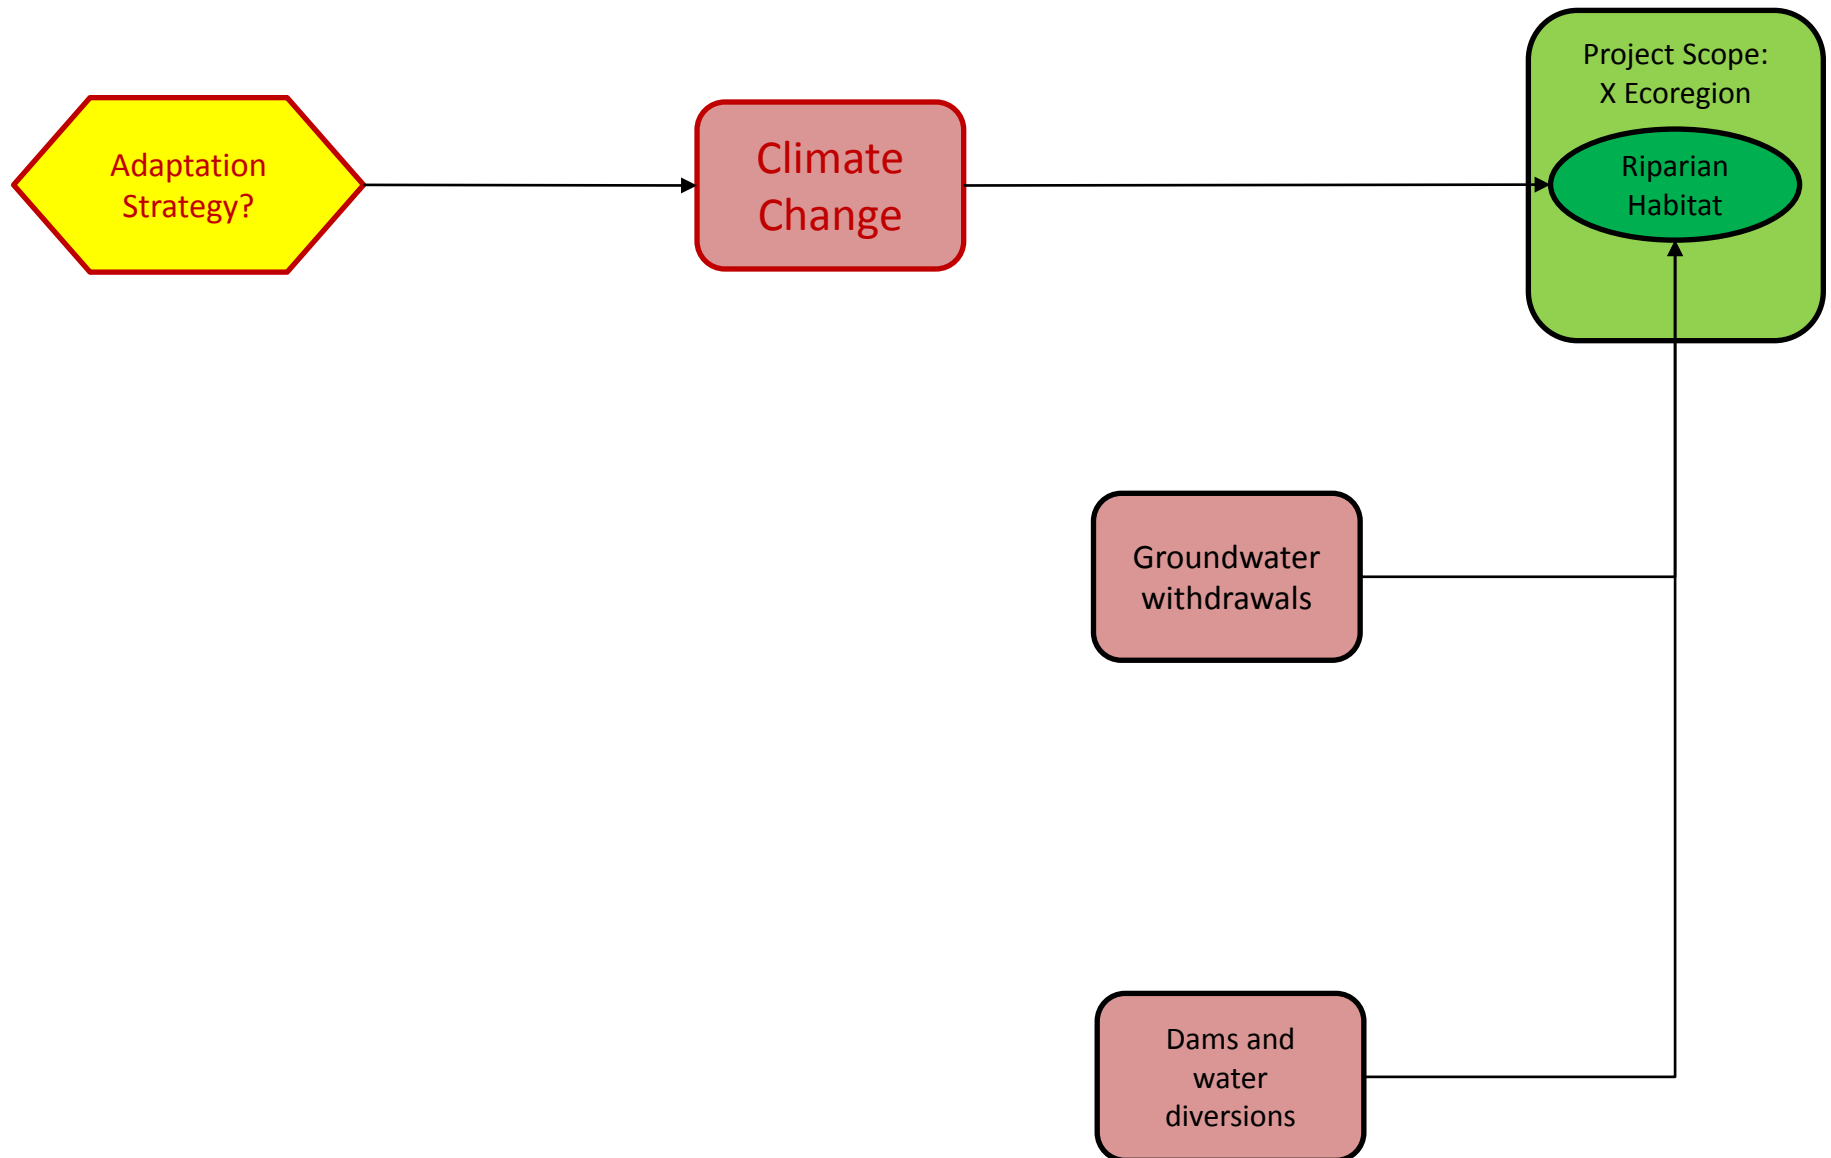 Project Scope:
X Ecoregion
Adaptation
Strategy?
Climate
Change
Riparian
Habitat
Groundwater
withdrawals
Dams and
water
diversions